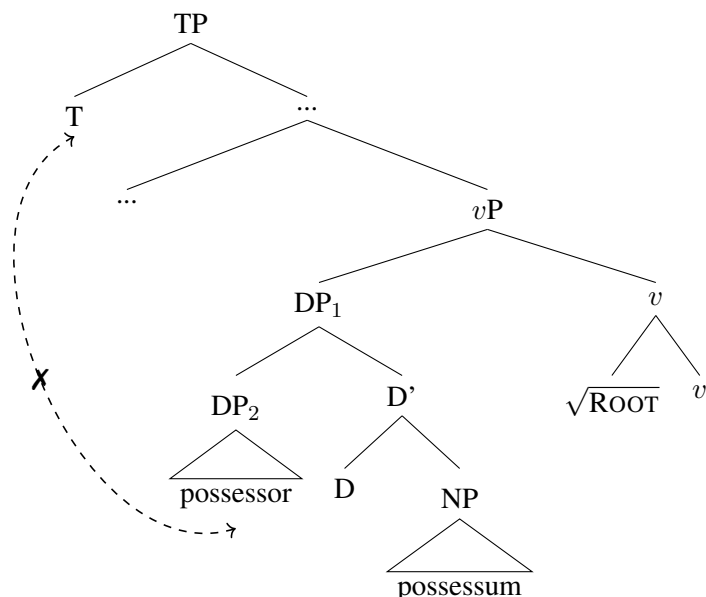 TP
T ...
... vP
DP₁ v
DP₂ D’ √ROOT v
possessor D NP
✗
possessum